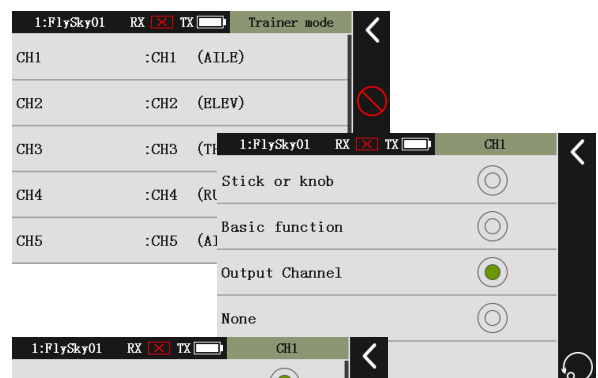 1:FlySky01 RX TX Trainer mode
CH1 :CH1 (AILE)
CH2 :CH2 (ELEV)
CH3 :CH3
CH4 :CH4
CH5 :CH5
1:FlySky01 RX TX CH1
Stick or knob
Basic function
Output Channel
None
1:FlySky01 RX TX CH1